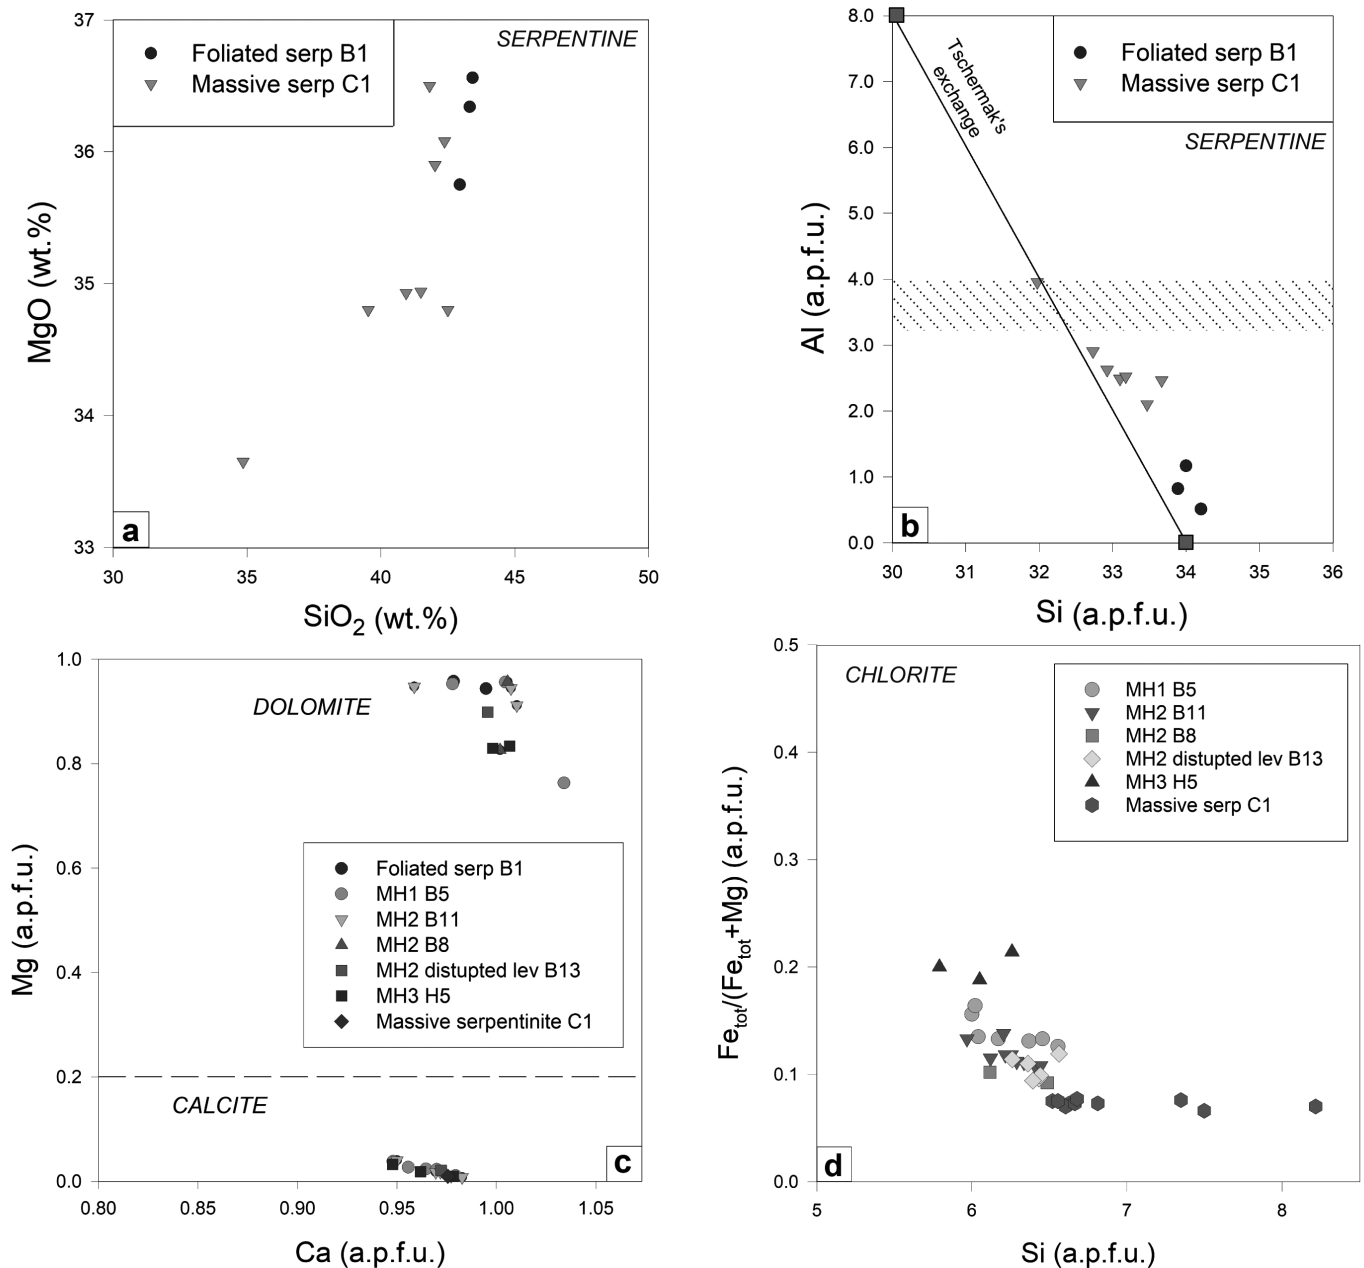 37
36
35
34
33
30
35
40
45
50
MgO (wt.%)
SiO2 (wt.%)
Foliated serp B1
Massive serp C1
SERPENTINE
a
8.0
7.0
6.0
5.0
4.0
3.0
2.0
1.0
0.0
30
31
32
33
34
35
36
Al (a.p.f.u.)
Si (a.p.f.u.)
Tschermak's
exchange
Foliated serp B1
Massive serp C1
SERPENTINE
b
1.0
0.8
0.6
0.4
0.2
0.0
0.80
0.85
0.90
0.95
1.00
1.05
Mg (a.p.f.u.)
Ca (a.p.f.u.)
DOLOMITE
Foliated serp B1
MH1 B5
MH2 B11
MH2 B8
MH2 distupted lev B13
MH3 H5
Massive serpentinite C1
CALCITE
c
0.5
0.4
0.3
0.2
0.1
0.0
5
6
7
8
Fetot/(Fetot+Mg) (a.p.f.u.)
Si (a.p.f.u.)
CHLORITE
MH1 B5
MH2 B11
MH2 B8
MH2 distupted lev B13
MH3 H5
Massive serp C1
d